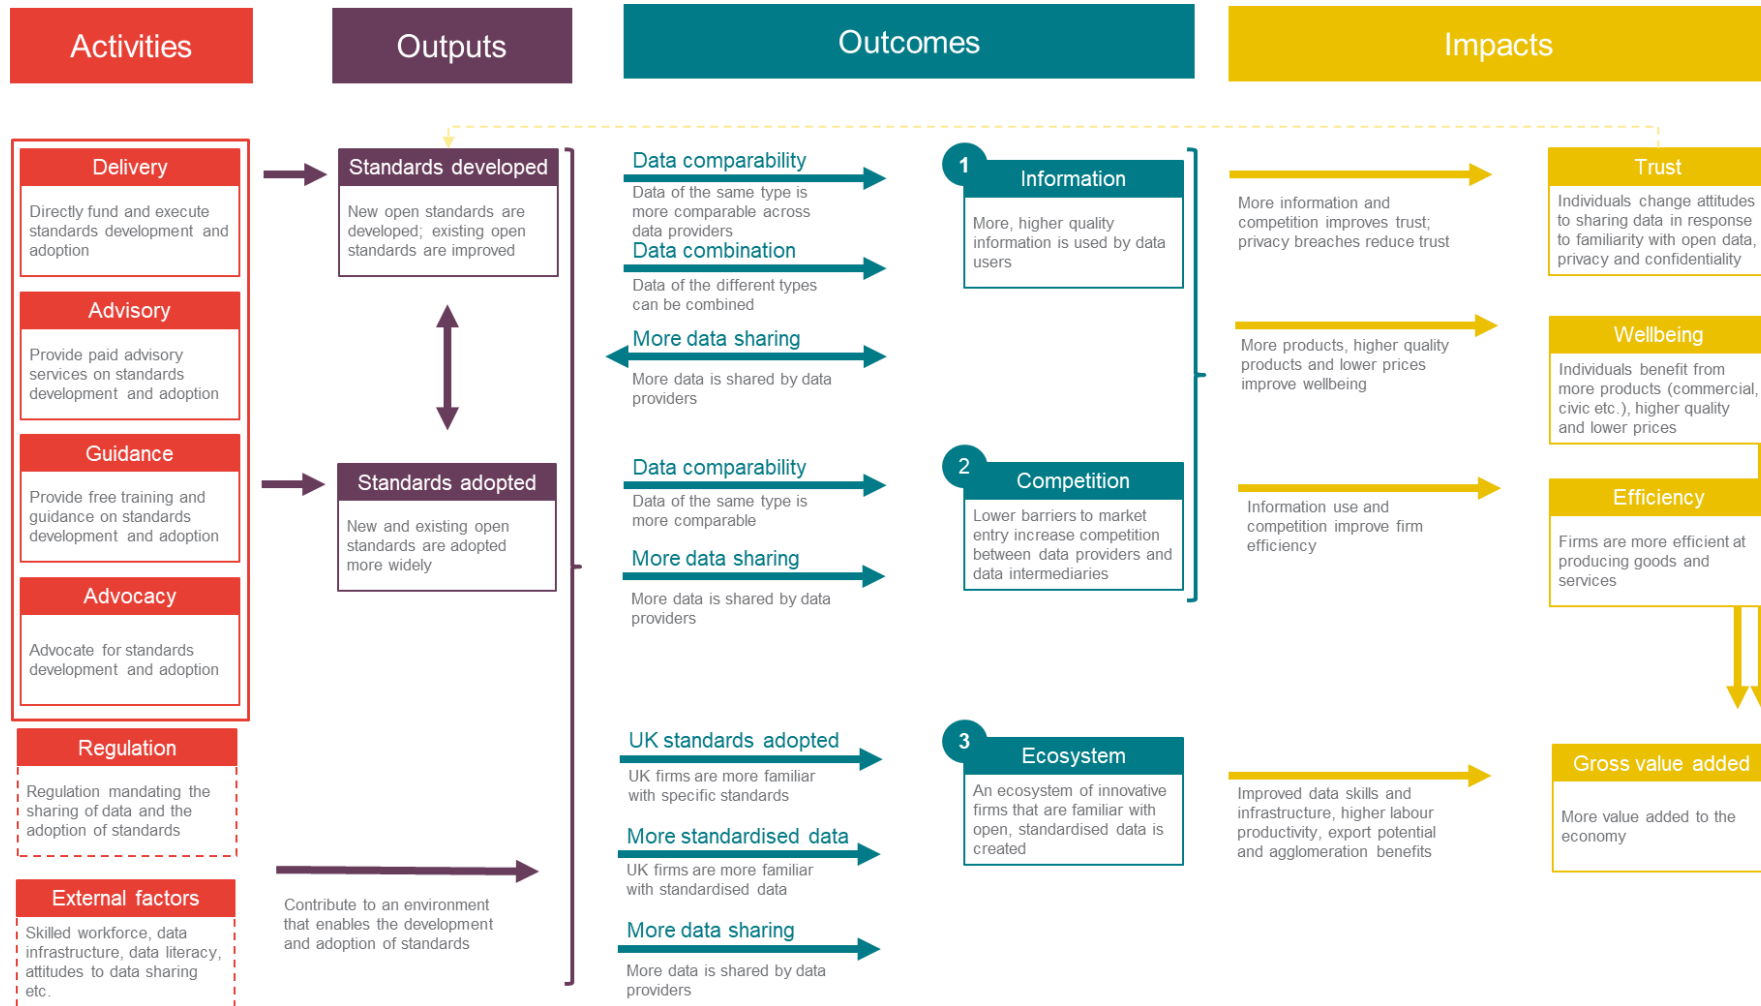 Activities
Outputs
Outcomes
Impacts
Delivery
Directly fund and execute
standards development and
adoption
Advisory
Provide paid advisory
services on standards
development and adoption
Guidance
Provide free training and
guidance on standards
development and adoption
Advocacy
Advocate for standards
development and adoption
Regulation
Regulation mandating the
sharing of data and the
adoption of standards
External factors
Skilled workforce, data
infrastructure, data literacy,
attitudes to data sharing
etc.
Standards developed
New open standards are
developed; existing open
standards are improved
Standards adopted
New and existing open
standards are adopted
more widely
Contribute to an environment
that enables the development
and adoption of standards
Data comparability
Data of the same type is
more comparable across
data providers
Data combination
Data of the different types
can be combined
More data sharing
More data is shared by data
providers
Data comparability
Data of the same type is
more comparable
More data sharing
More data is shared by data
providers
UK standards adopted
UK firms are more familiar
with specific standards
More standardised data
UK firms are more familiar
with standardised data
More data sharing
More data is shared by data
providers
1
Information
More, higher quality
information is used by data
users
2
Competition
Lower barriers to market
entry increase competition
between data providers and
data intermediaries
3
Ecosystem
An ecosystem of innovative
firms that are familiar with
open, standardised data is
created
More information and
competition improves trust;
privacy breaches reduce trust
More products, higher quality
products and lower prices
improve wellbeing
Information use and
competition improve firm
efficiency
Improved data skills and
infrastructure, higher labour
productivity, export potential
and agglomeration benefits
Trust
Individuals change attitudes
to sharing data in response
to familiarity with open data,
privacy and confidentiality
Wellbeing
Individuals benefit from
more products (commercial,
civic etc.), higher quality
and lower prices
Efficiency
Firms are more efficient at
producing goods and
services
Gross value added
More value added to the
economy